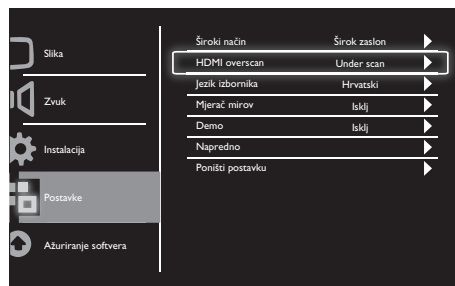 Slika
Zvuk
Instalacija
Postavke
Ažuriranje softvera
Široki način Širok zaslon
HDMI overscan Under scan
Jezik izbornika Hrvatski
Mjerač mirov Isklj
Demo Isklj
Napredno
Poništi postavku